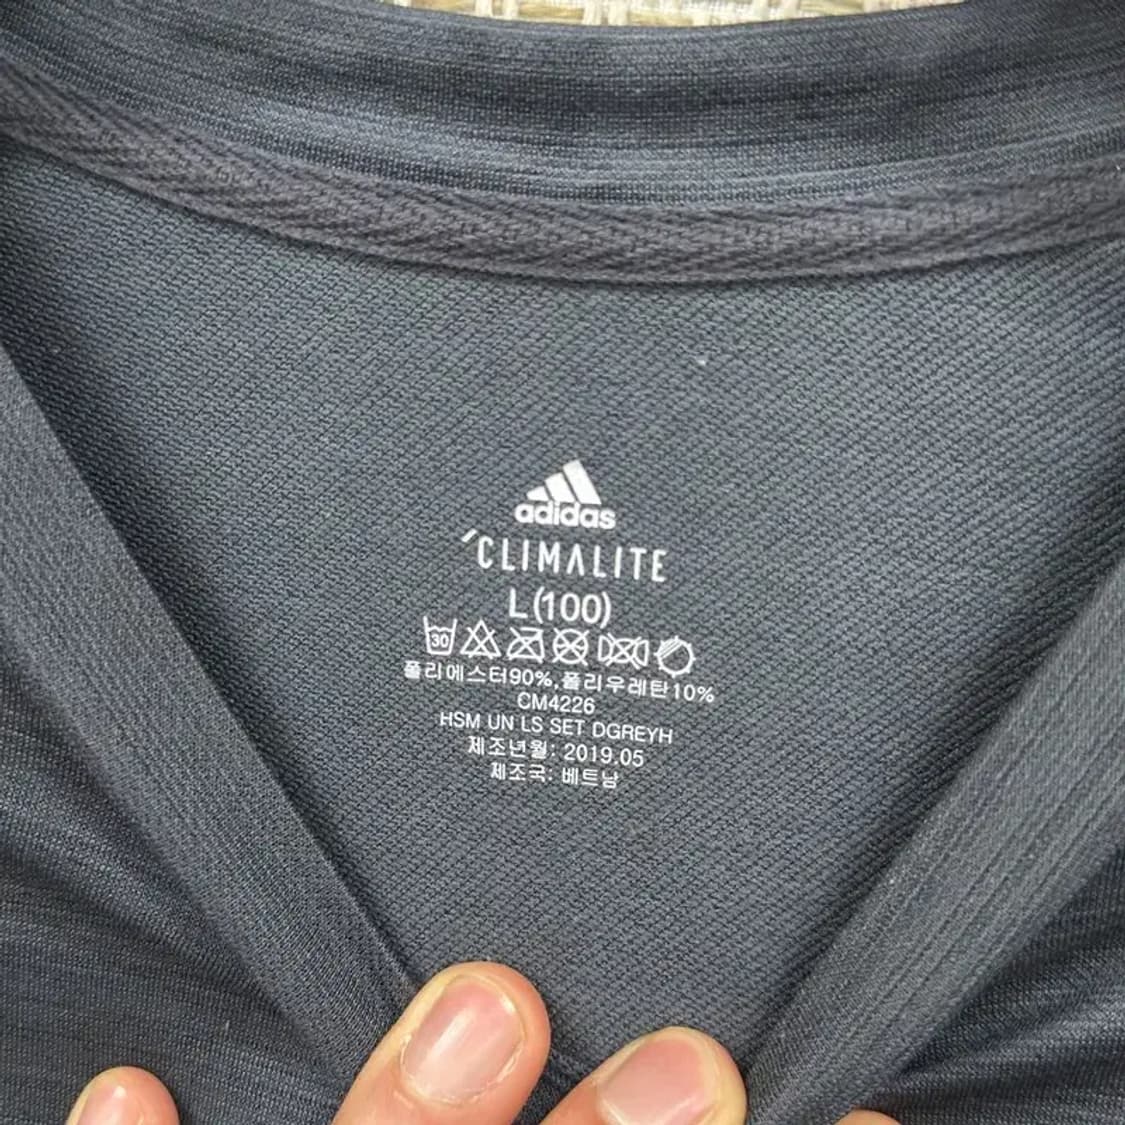 adidas
CLIMALITE
L(100)
30
폴리에스터90%,폴리우레탄10%
CM4226
HSM UN LS SET DGREYH
제조년월: 2019.05
제조국: 베트남